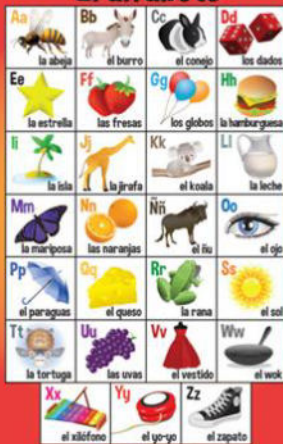 Aa Bb Cc Dd
la abeja el burro el conejo los dados
Ee Ff Gg Hh
la estrella las fresas los globos la hamburguesa
Ii Jj Kk Ll
la isla la jirafa el koala la leche
Mm Nn Ññ Oo
la mariposa las naranjas el ñu el ojo
Pp Qq Rr Ss
el paraguas el queso la rana el sol
Tt Uu Vv Ww
la tortuga las uvas el vestido el wok
Xx Yy Zz
el xilófono el yo-yo el zapato